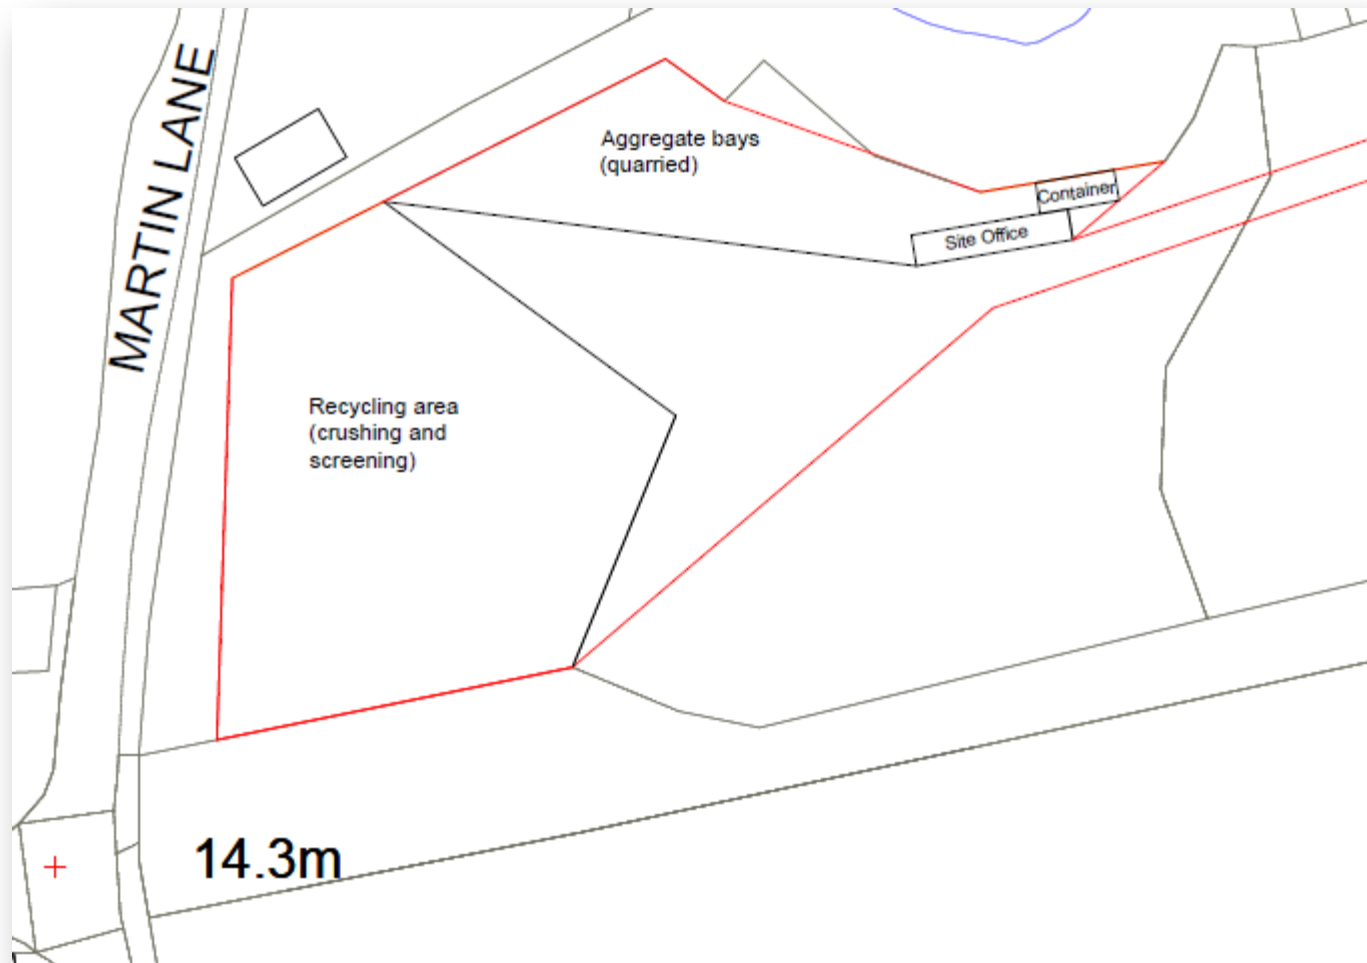 MARTIN LANE
Aggregate bays
(quarried)
Container
Site Office
Recycling area
(crushing and
screening)
14.3m